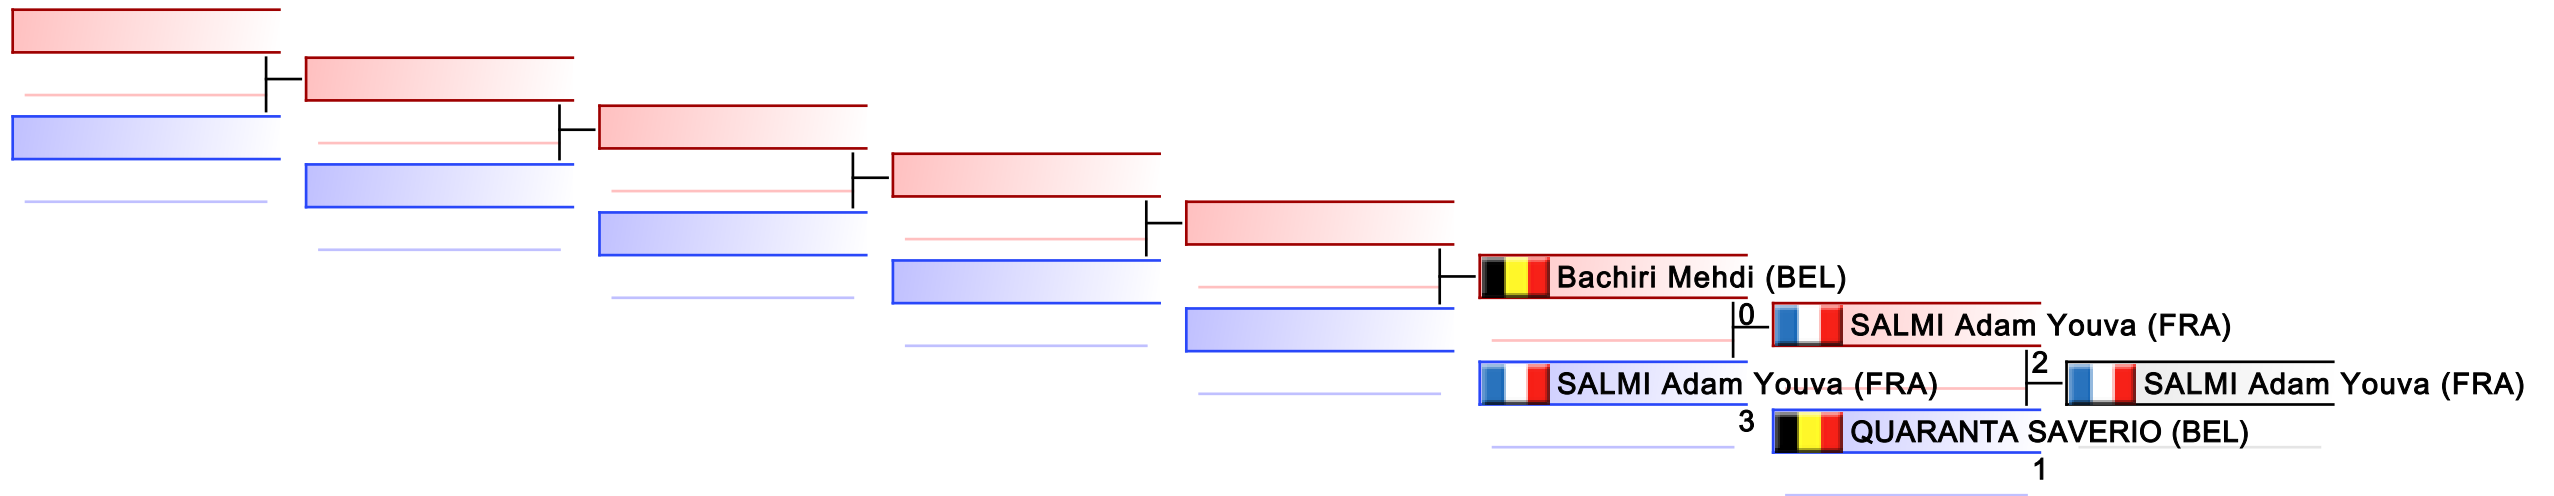 Bachiri Mehdi (BEL)
0
SALMI Adam Youva (FRA)
3
SALMI Adam Youva (FRA)
2
QUARANTA SAVERIO (BEL)
1
SALMI Adam Youva (FRA)